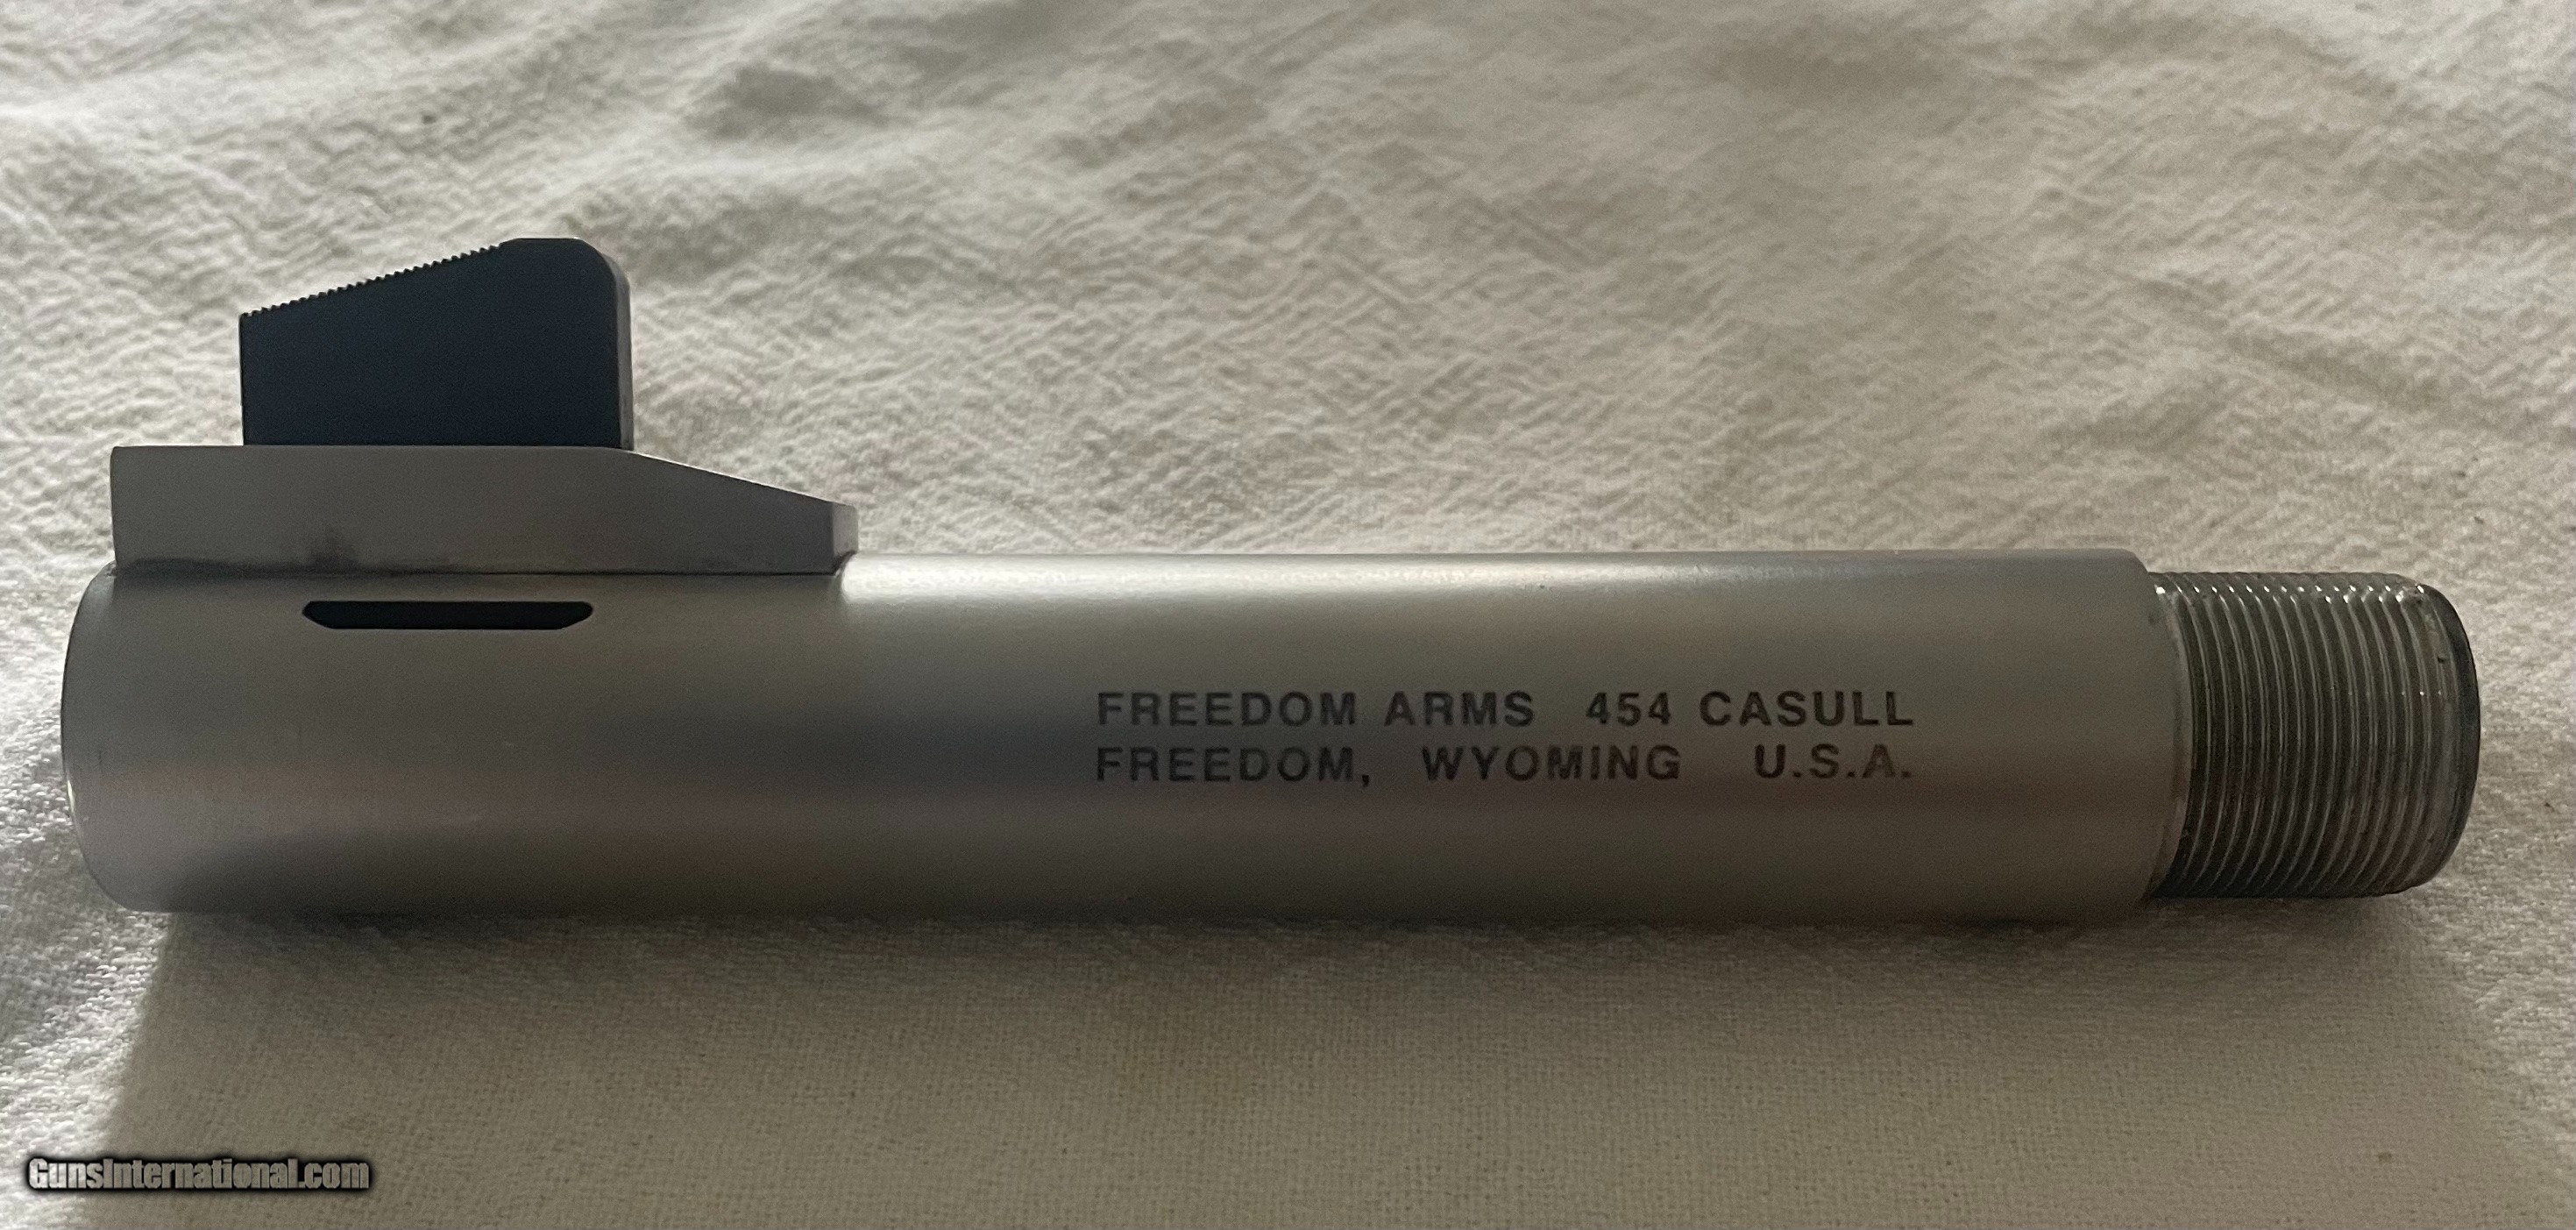 FREEDOM ARMS 454 CASULL
FREEDOM, WYOMING U.S.A.
GunsInternational.com